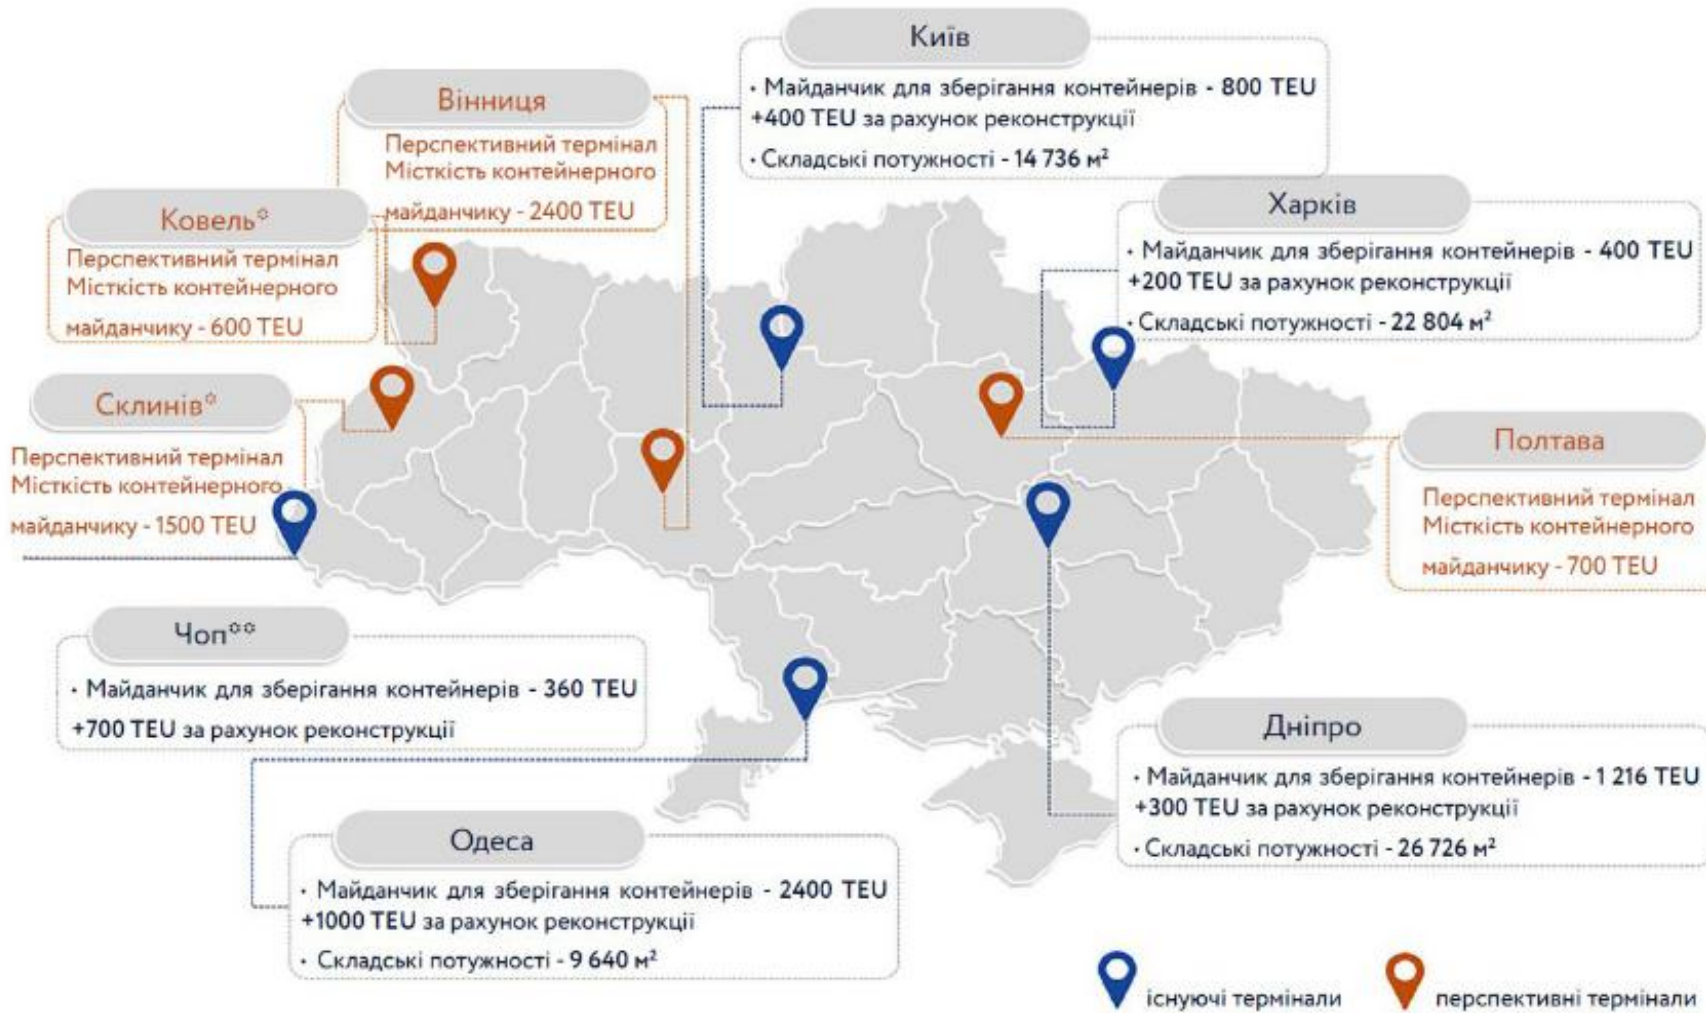 Київ
· Майданчик для зберігання контейнерів - 800 TEU
+400 TEU за рахунок реконструкції
· Складські потужності - 14 736 м²
Вінниця
Перспективний термінал
Місткість контейнерного
майданчику - 2400 TEU
Ковель*
Перспективний термінал
Місткість контейнерного
майданчику - 600 TEU
Харків
· Майданчик для зберігання контейнерів - 400 TEU
+200 TEU за рахунок реконструкції
· Складські потужності - 22 804 м²
Склинів*
Перспективний термінал
Місткість контейнерного
майданчику - 1500 TEU
Полтава
Перспективний термінал
Місткість контейнерного
майданчику - 700 TEU
Чоп**
· Майданчик для зберігання контейнерів - 360 TEU
+700 TEU за рахунок реконструкції
Дніпро
· Майданчик для зберігання контейнерів - 1 216 TEU
+300 TEU за рахунок реконструкції
· Складські потужності - 26 726 м²
Одеса
· Майданчик для зберігання контейнерів - 2400 TEU
+1000 TEU за рахунок реконструкції
· Складські потужності - 9 640 м²
існуючі термінали
перспективні термінали